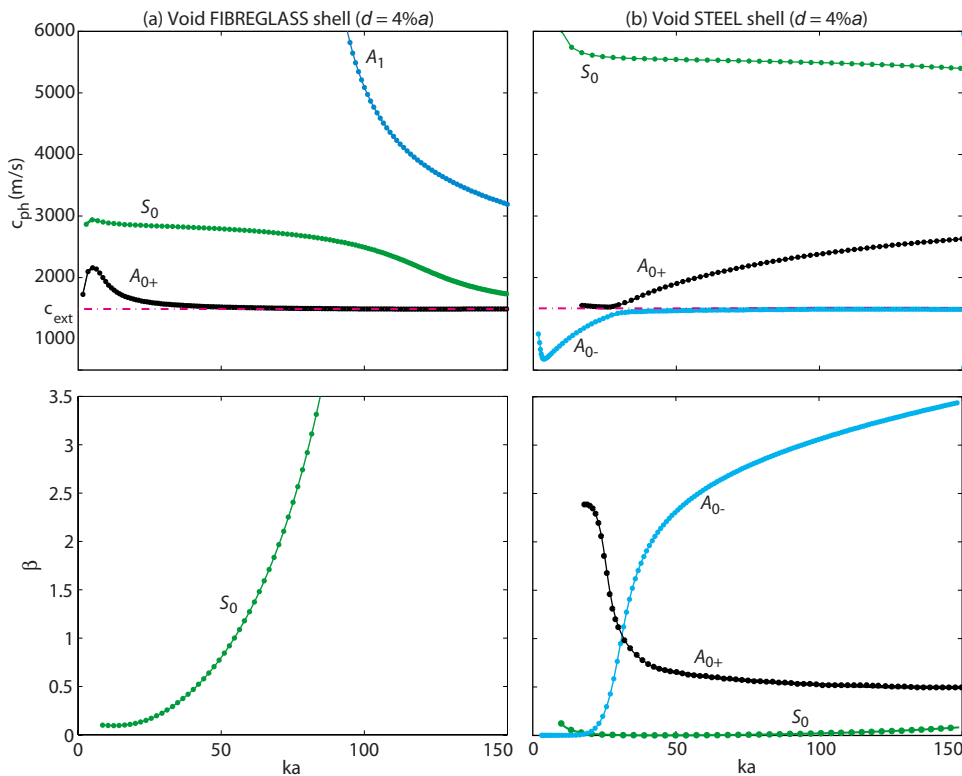 (a) Void FIBREGLASS shell (d = 4%a)
(b) Void STEEL shell (d = 4%a)
6000
5000
4000
3000
2000
c_ext
1000
c_ph (m/s)
A_1
S_0
A_0+
S_0
A_0+
A_0-
3.5
3
2.5
2
1.5
1
0.5
0
β
S_0
A_0-
A_0+
S_0
0
50
100
150
ka
0
50
100
150
ka